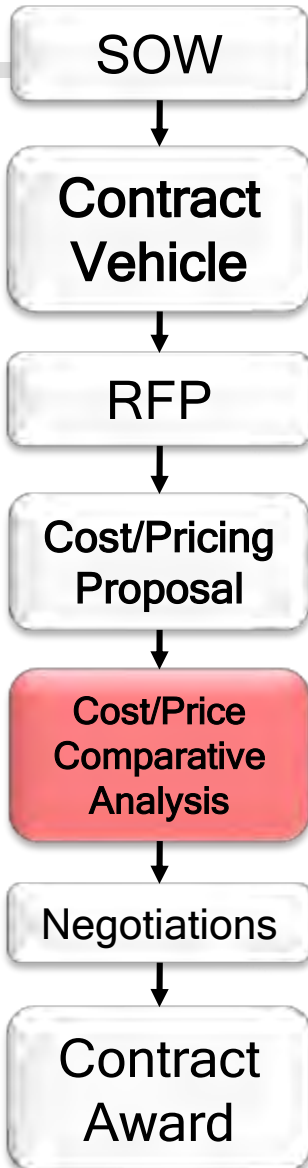 SOW
Contract
Vehicle
RFP
Cost/Pricing
Proposal
Cost/Price
Comparative
Analysis
Negotiations
Contract
Award